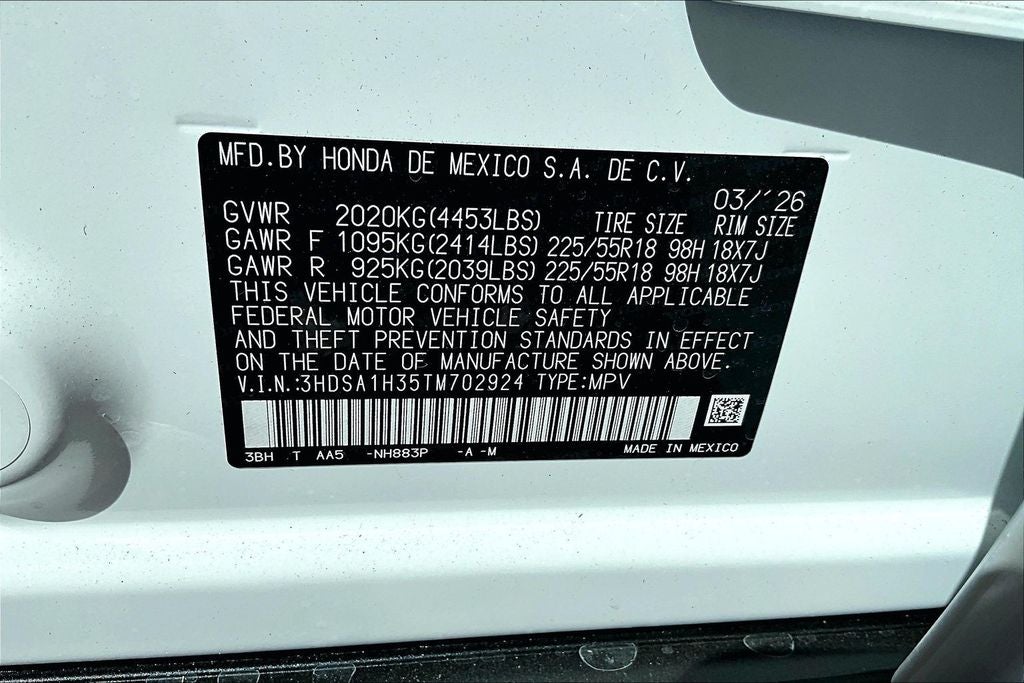 MFD.BY HONDA DE MEXICO S.A. DE C.V.
03/´26
GVWR 2020KG(4453LBS) TIRE SIZE RIM SIZE
GAWR F 1095KG(2414LBS) 225/55R18 98H 18X7J
GAWR R 925KG(2039LBS) 225/55R18 98H 18X7J
THIS VEHICLE CONFORMS TO ALL APPLICABLE
FEDERAL MOTOR VEHICLE SAFETY
AND THEFT PREVENTION STANDARDS IN EFFECT
ON THE DATE OF MANUFACTURE SHOWN ABOVE.
V.I.N.:3HDSA1H35TM702924 TYPE:MPV
3BH T AA5 -NH883P -A -M MADE IN MEXICO